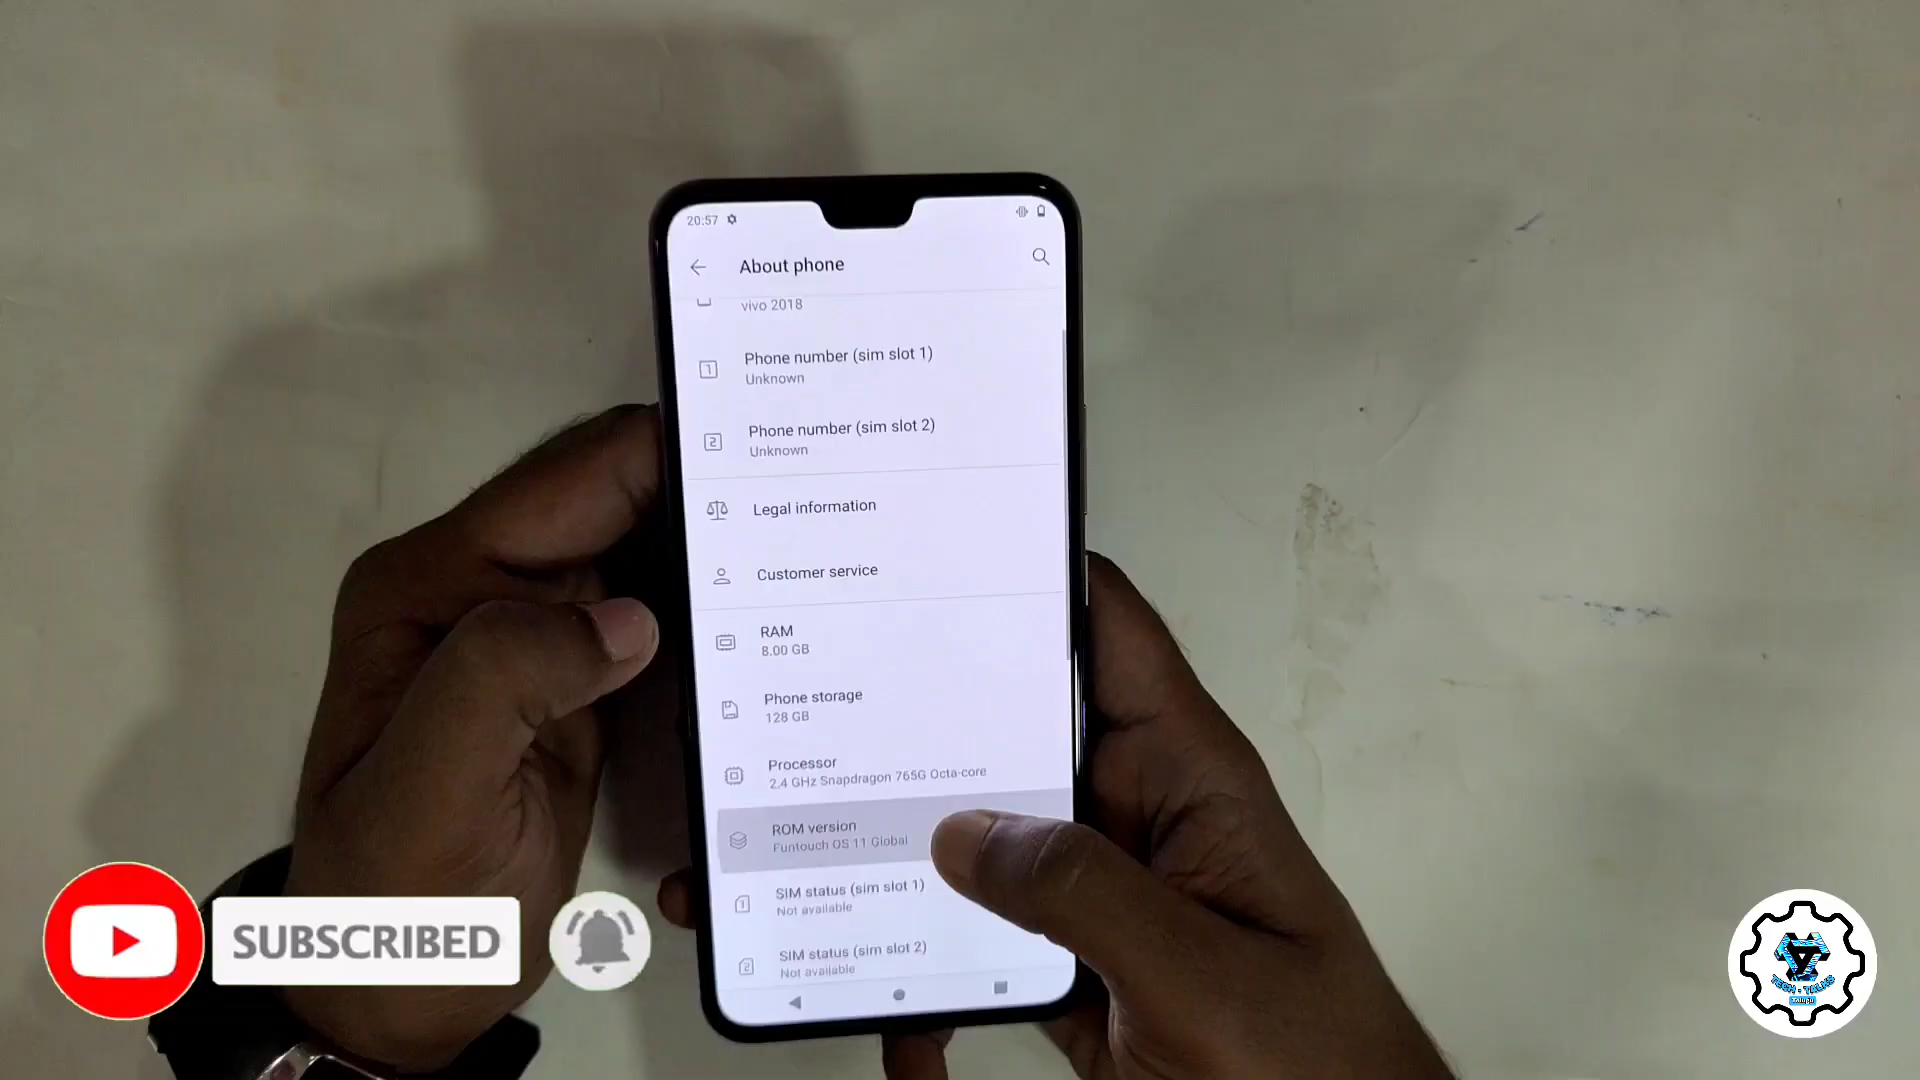 20:57
About phone
vivo 2018
Phone number (sim slot 1)
Unknown
Phone number (sim slot 2)
Unknown
Legal information
Customer service
RAM
8.00 GB
Phone storage
128 GB
Processor
2.4 GHz Snapdragon 765G Octa-core
ROM version
Funtouch OS 11 Global
SIM status (sim slot 1)
Not available
SIM status (sim slot 2)
Not available
SUBSCRIBED
TECH-TALKS
Telugu